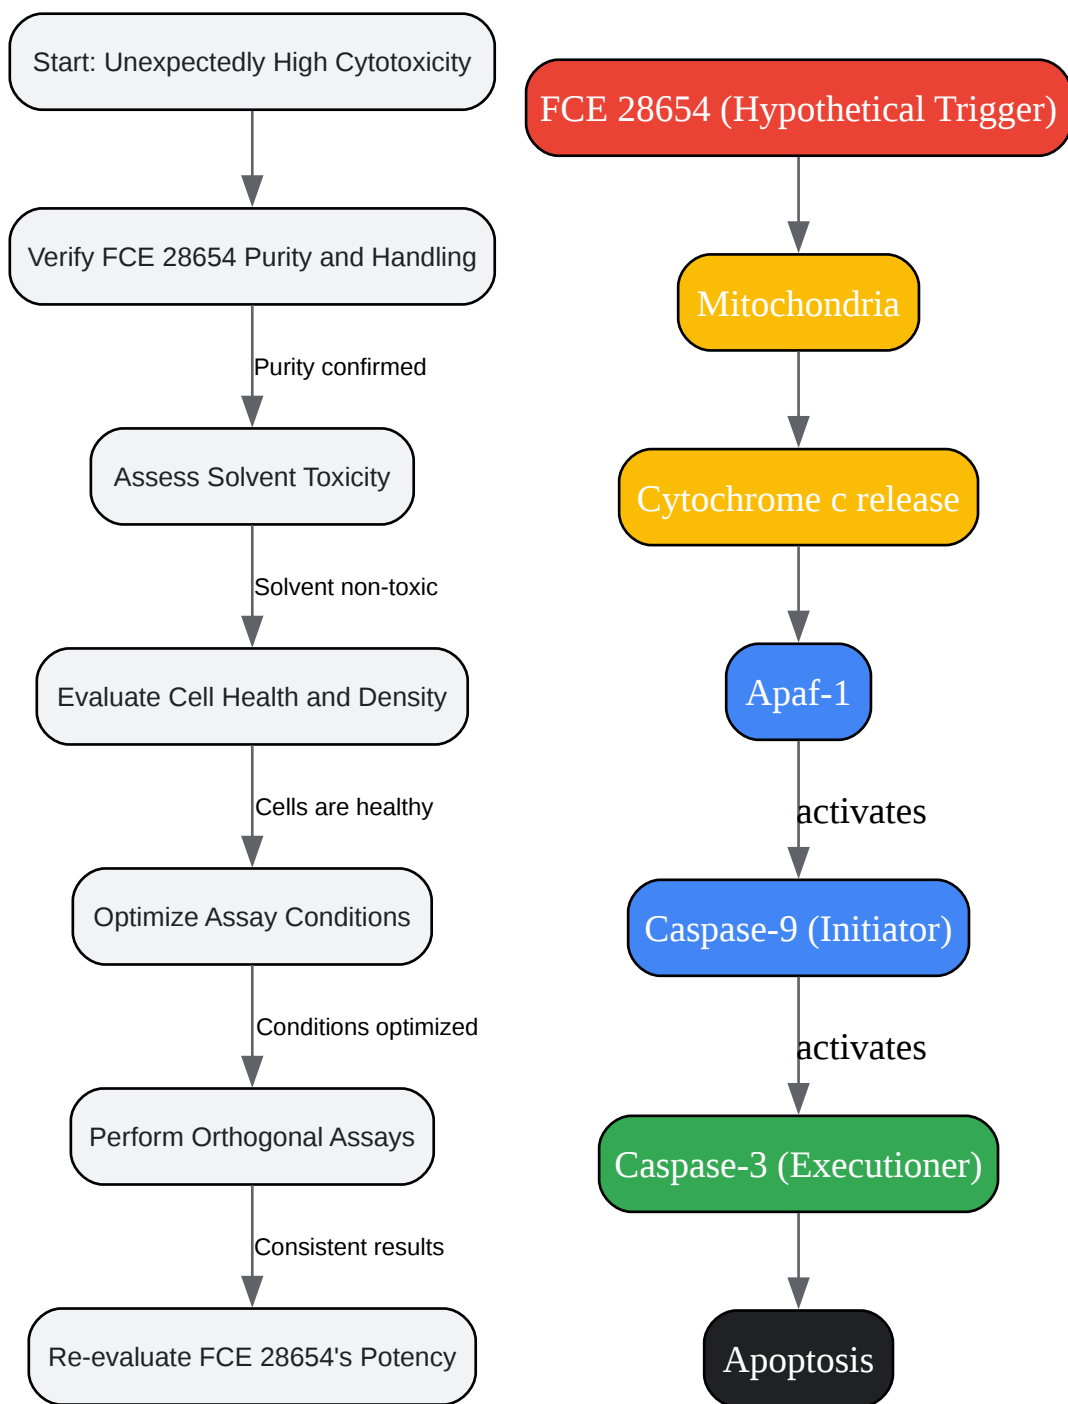 Start: Unexpectedly High Cytotoxicity
Verify FCE 28654 Purity and Handling
Purity confirmed
Assess Solvent Toxicity
Solvent non-toxic
Evaluate Cell Health and Density
Cells are healthy
Optimize Assay Conditions
Conditions optimized
Perform Orthogonal Assays
Consistent results
Re-evaluate FCE 28654's Potency
FCE 28654 (Hypothetical Trigger)
Mitochondria
Cytochrome c release
Apaf-1
activates
Caspase-9 (Initiator)
activates
Caspase-3 (Executioner)
Apoptosis